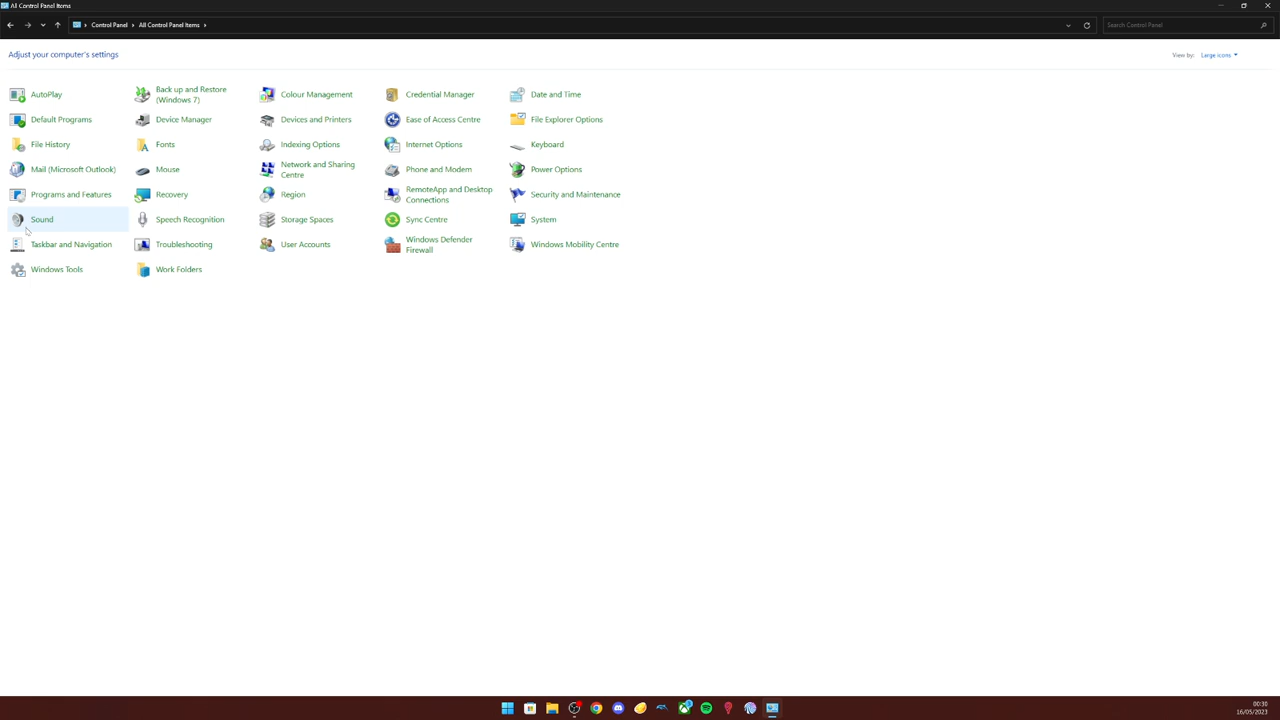 All Control Panel Items
Control Panel › All Control Panel Items ›
Search Control Panel
Adjust your computer's settings
View by: Large icons
AutoPlay
Back up and Restore
(Windows 7)
Colour Management
Credential Manager
Date and Time
Default Programs
Device Manager
Devices and Printers
Ease of Access Centre
File Explorer Options
File History
Fonts
Indexing Options
Internet Options
Keyboard
Mail (Microsoft Outlook)
Mouse
Network and Sharing
Centre
Phone and Modem
Power Options
Programs and Features
Recovery
Region
RemoteApp and Desktop
Connections
Security and Maintenance
Sound
Speech Recognition
Storage Spaces
Sync Centre
System
Taskbar and Navigation
Troubleshooting
User Accounts
Windows Defender
Firewall
Windows Mobility Centre
Windows Tools
Work Folders
00:30
16/05/2023